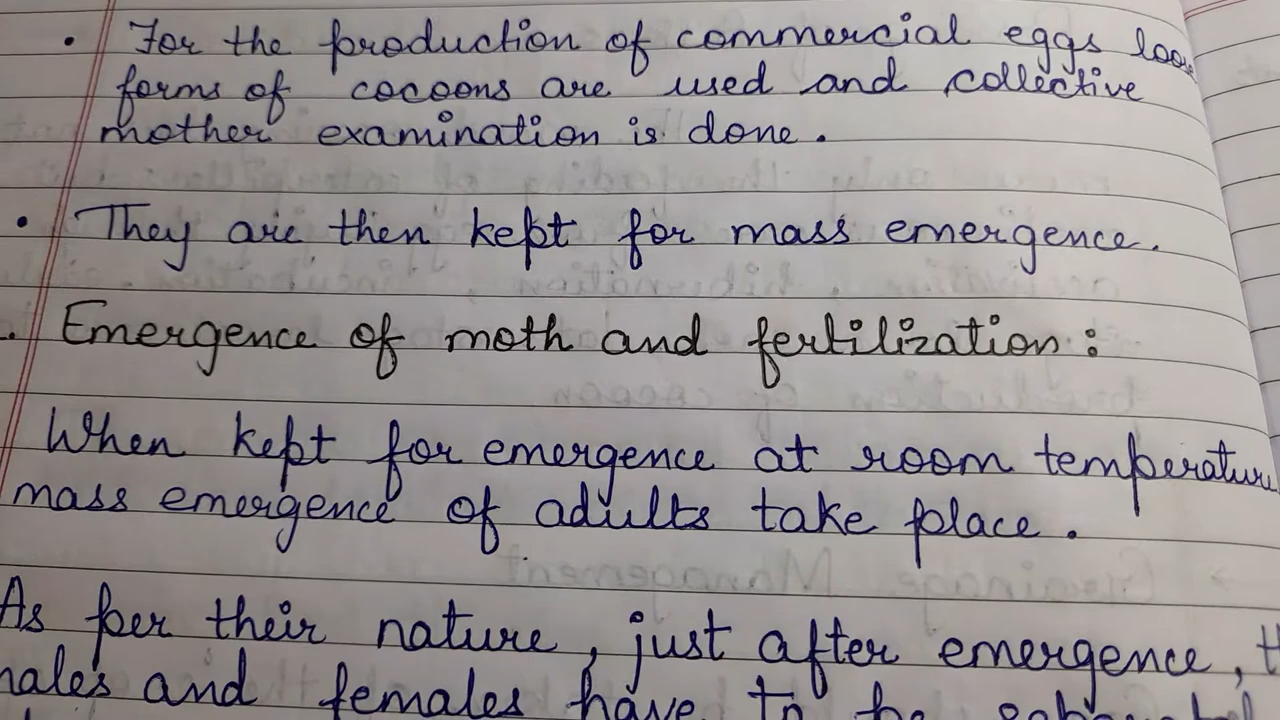 • For the production of commercial eggs loose
forms of cocoons are used and collective
mother examination is done.
• They are then kept for mass emergence.
. Emergence of moth and fertilization:
When kept for emergence at room temperature
mass emergence of adults take place.
As per their nature, just after emergence,
males and females have to be